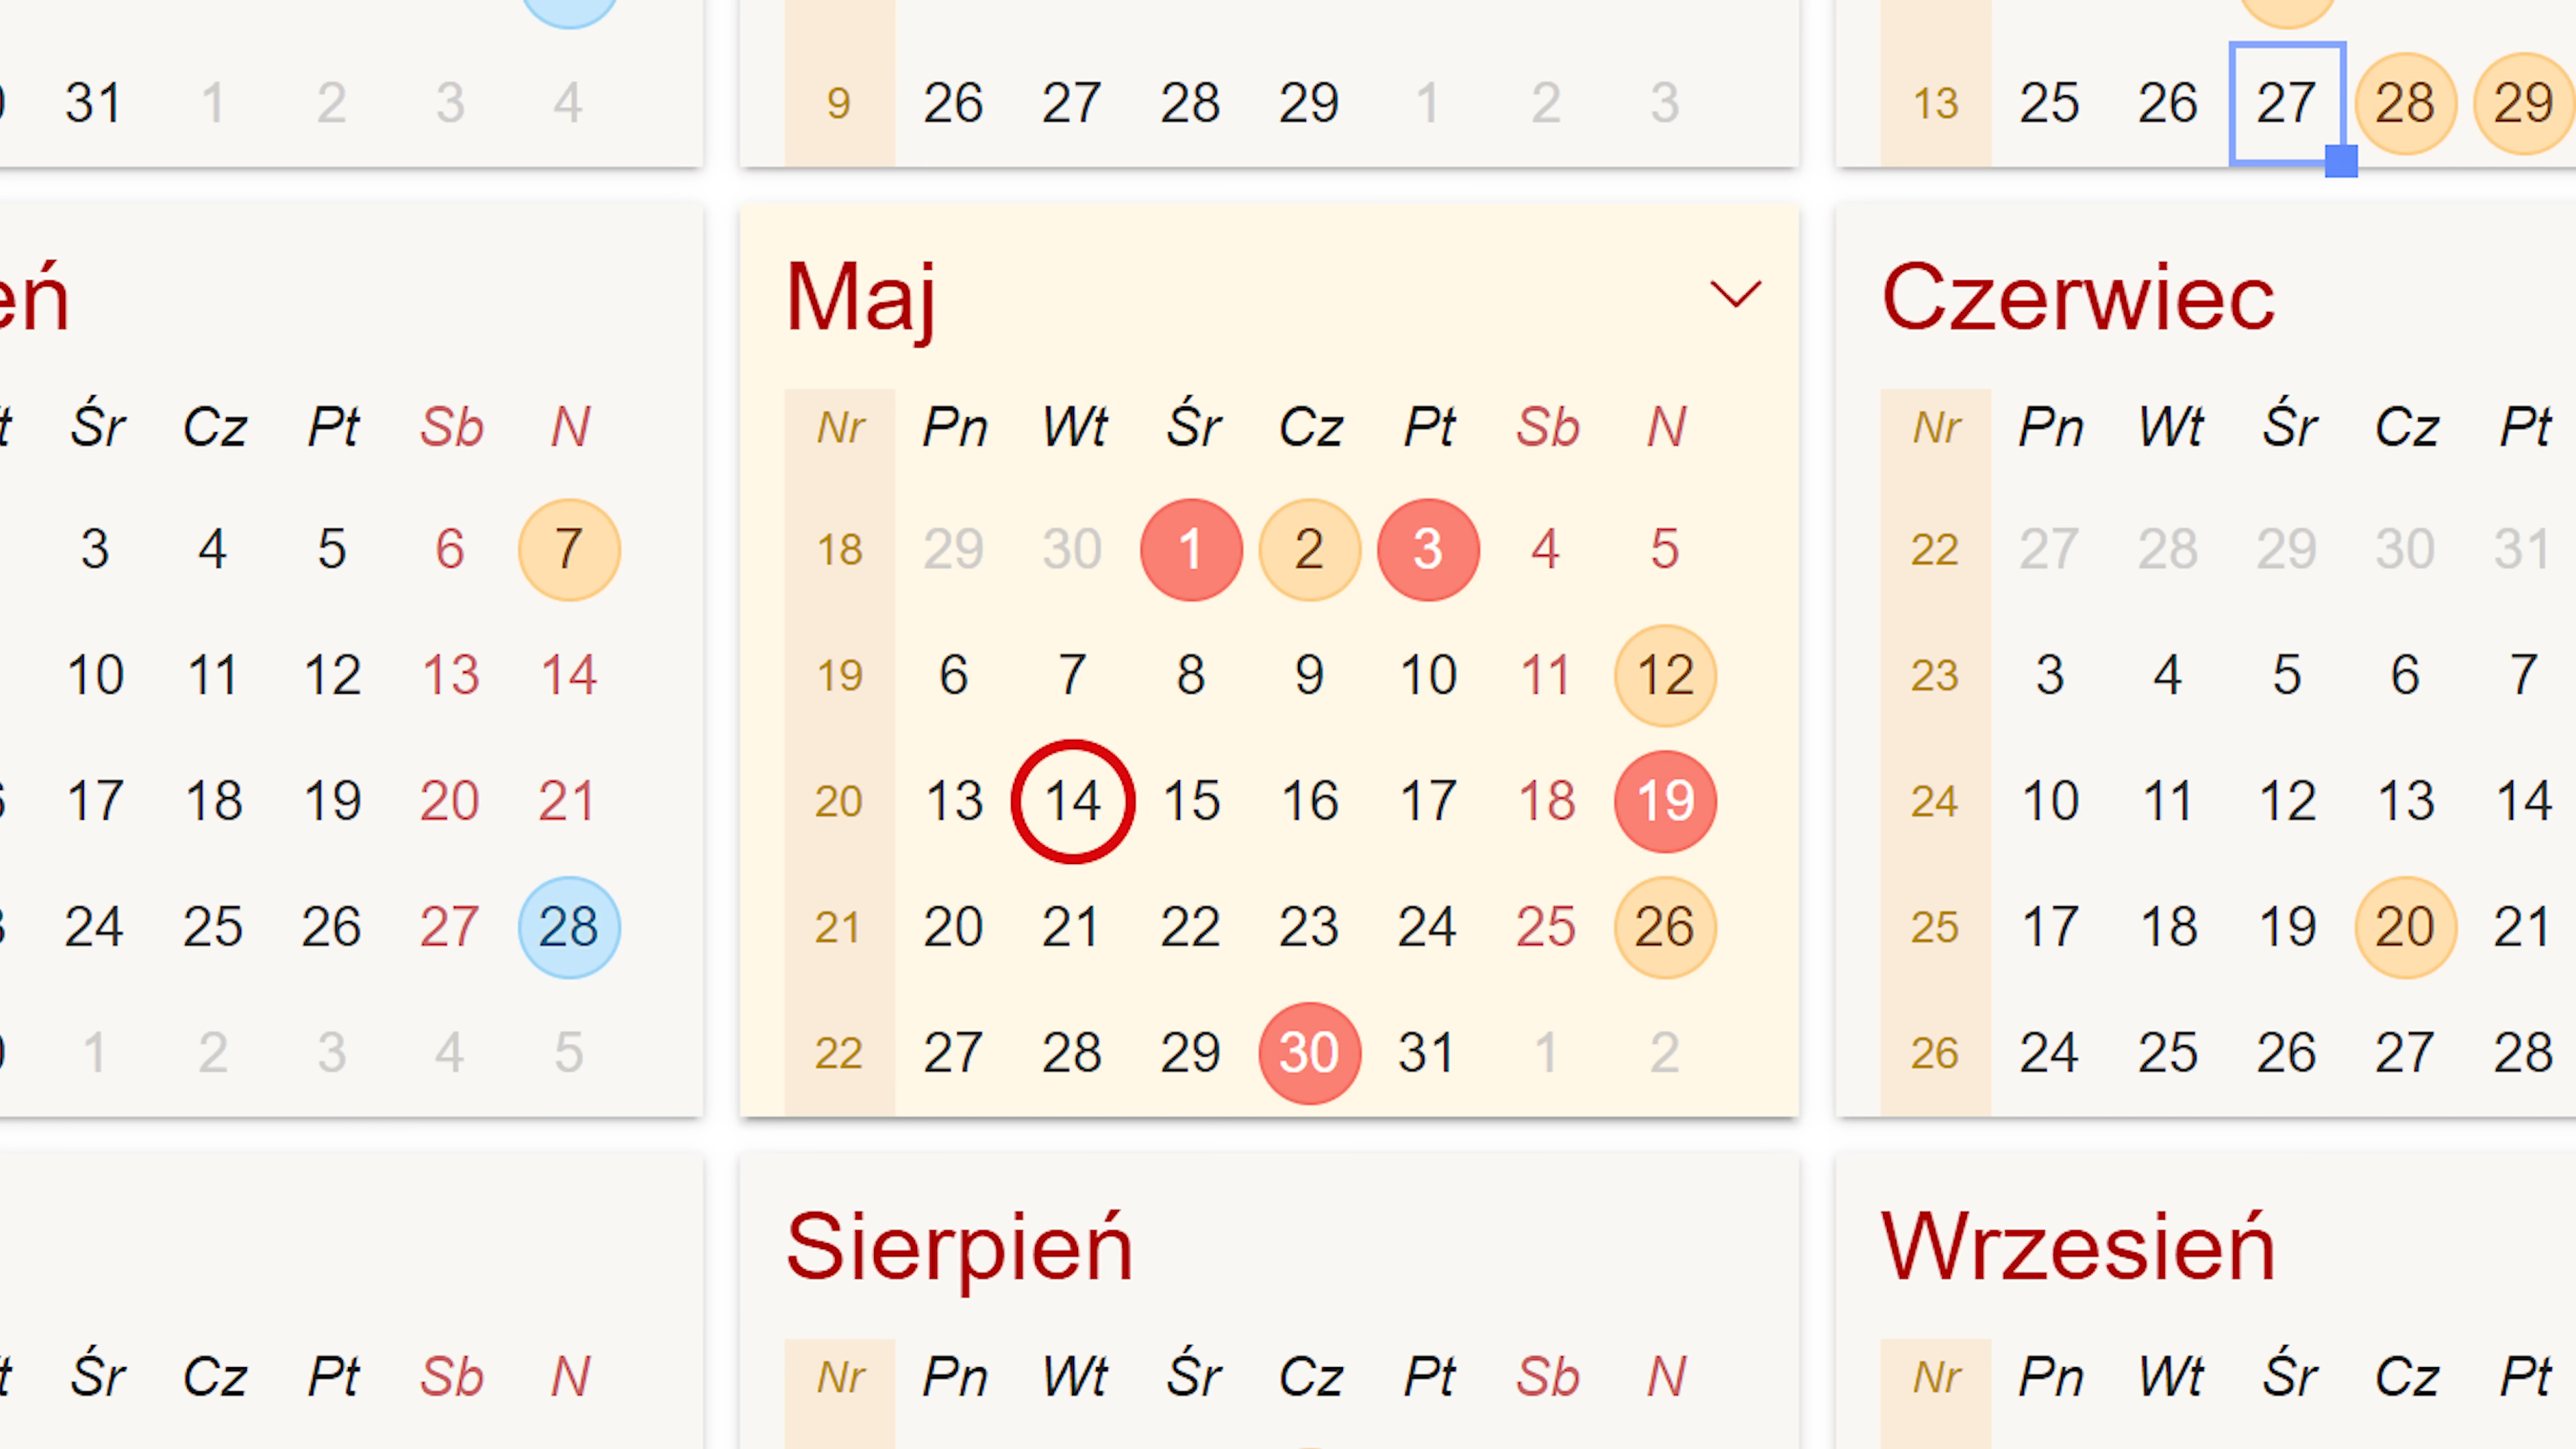 31 1 2 3 4
9 26 27 28 29 1 2 3
13 25 26 27 28 29
eń
Śr Cz Pt Sb N
3 4 5 6 7
10 11 12 13 14
17 18 19 20 21
24 25 26 27 28
1 2 3 4 5
Maj
Nr Pn Wt Śr Cz Pt Sb N
18 29 30 1 2 3 4 5
19 6 7 8 9 10 11 12
20 13 14 15 16 17 18 19
21 20 21 22 23 24 25 26
22 27 28 29 30 31 1 2
Czerwiec
Nr Pn Wt Śr Cz Pt
22 27 28 29 30 31
23 3 4 5 6 7
24 10 11 12 13 14
25 17 18 19 20 21
26 24 25 26 27 28
Śr Cz Pt Sb N
Sierpień
Nr Pn Wt Śr Cz Pt Sb N
Wrzesień
Nr Pn Wt Śr Cz Pt